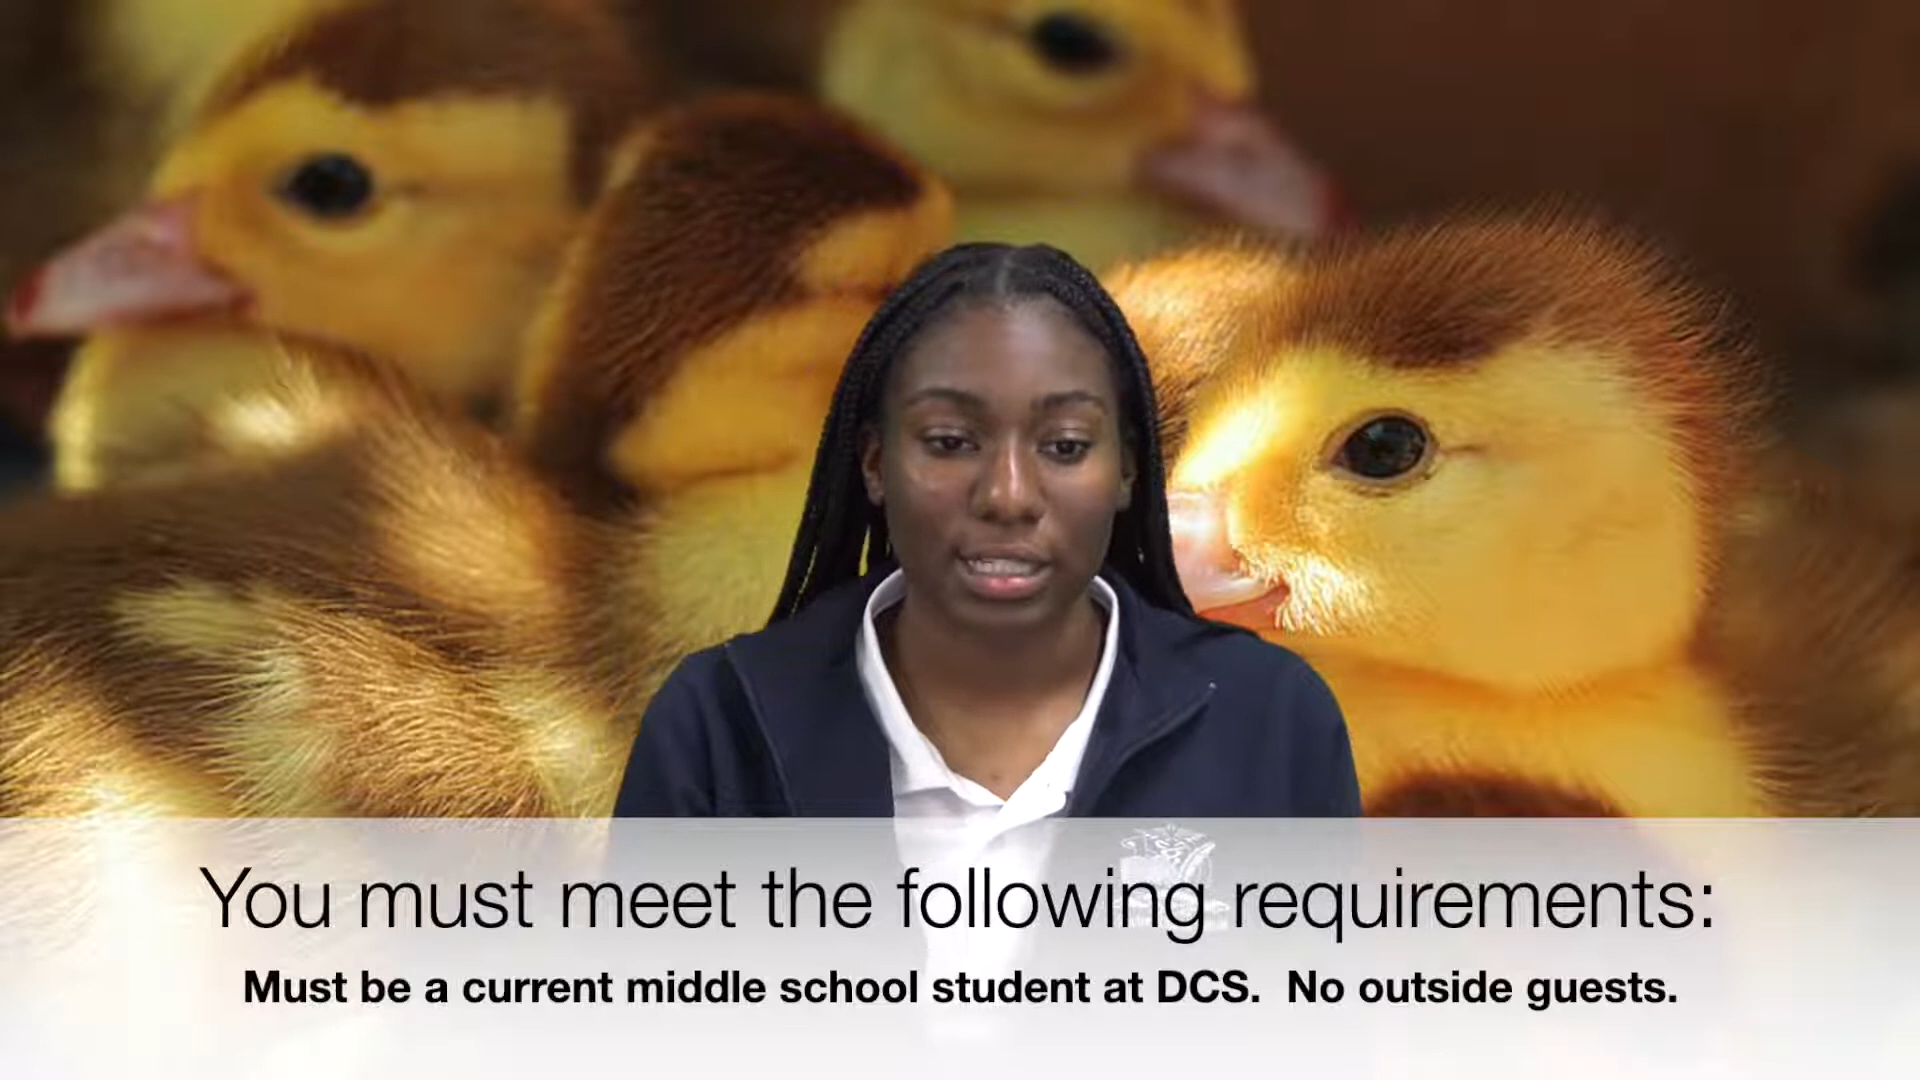 You must meet the following requirements:
Must be a current middle school student at DCS.  No outside guests.